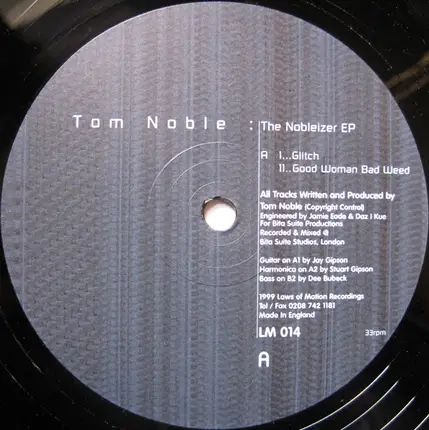 Tom Noble : The Nobleizer EP
A I..Glitch
II..Good Woman Bad Weed
All Tracks Written and Produced by
Tom Noble (Copyright Control)
Engineered by Jamie Eade & Daz I Kue
For Bita Suite Productions
Recorded & Mixed @
Bita Suite Studios, London
Guitar on A1 by Jay Gipson
Harmonica on A2 by Stuart Gipson
Bass on B2 by Dee Bubeck
1999 Laws of Motion Recordings
Tel / Fax 0208 742 1181
Made In England
LM 014 33rpm
A